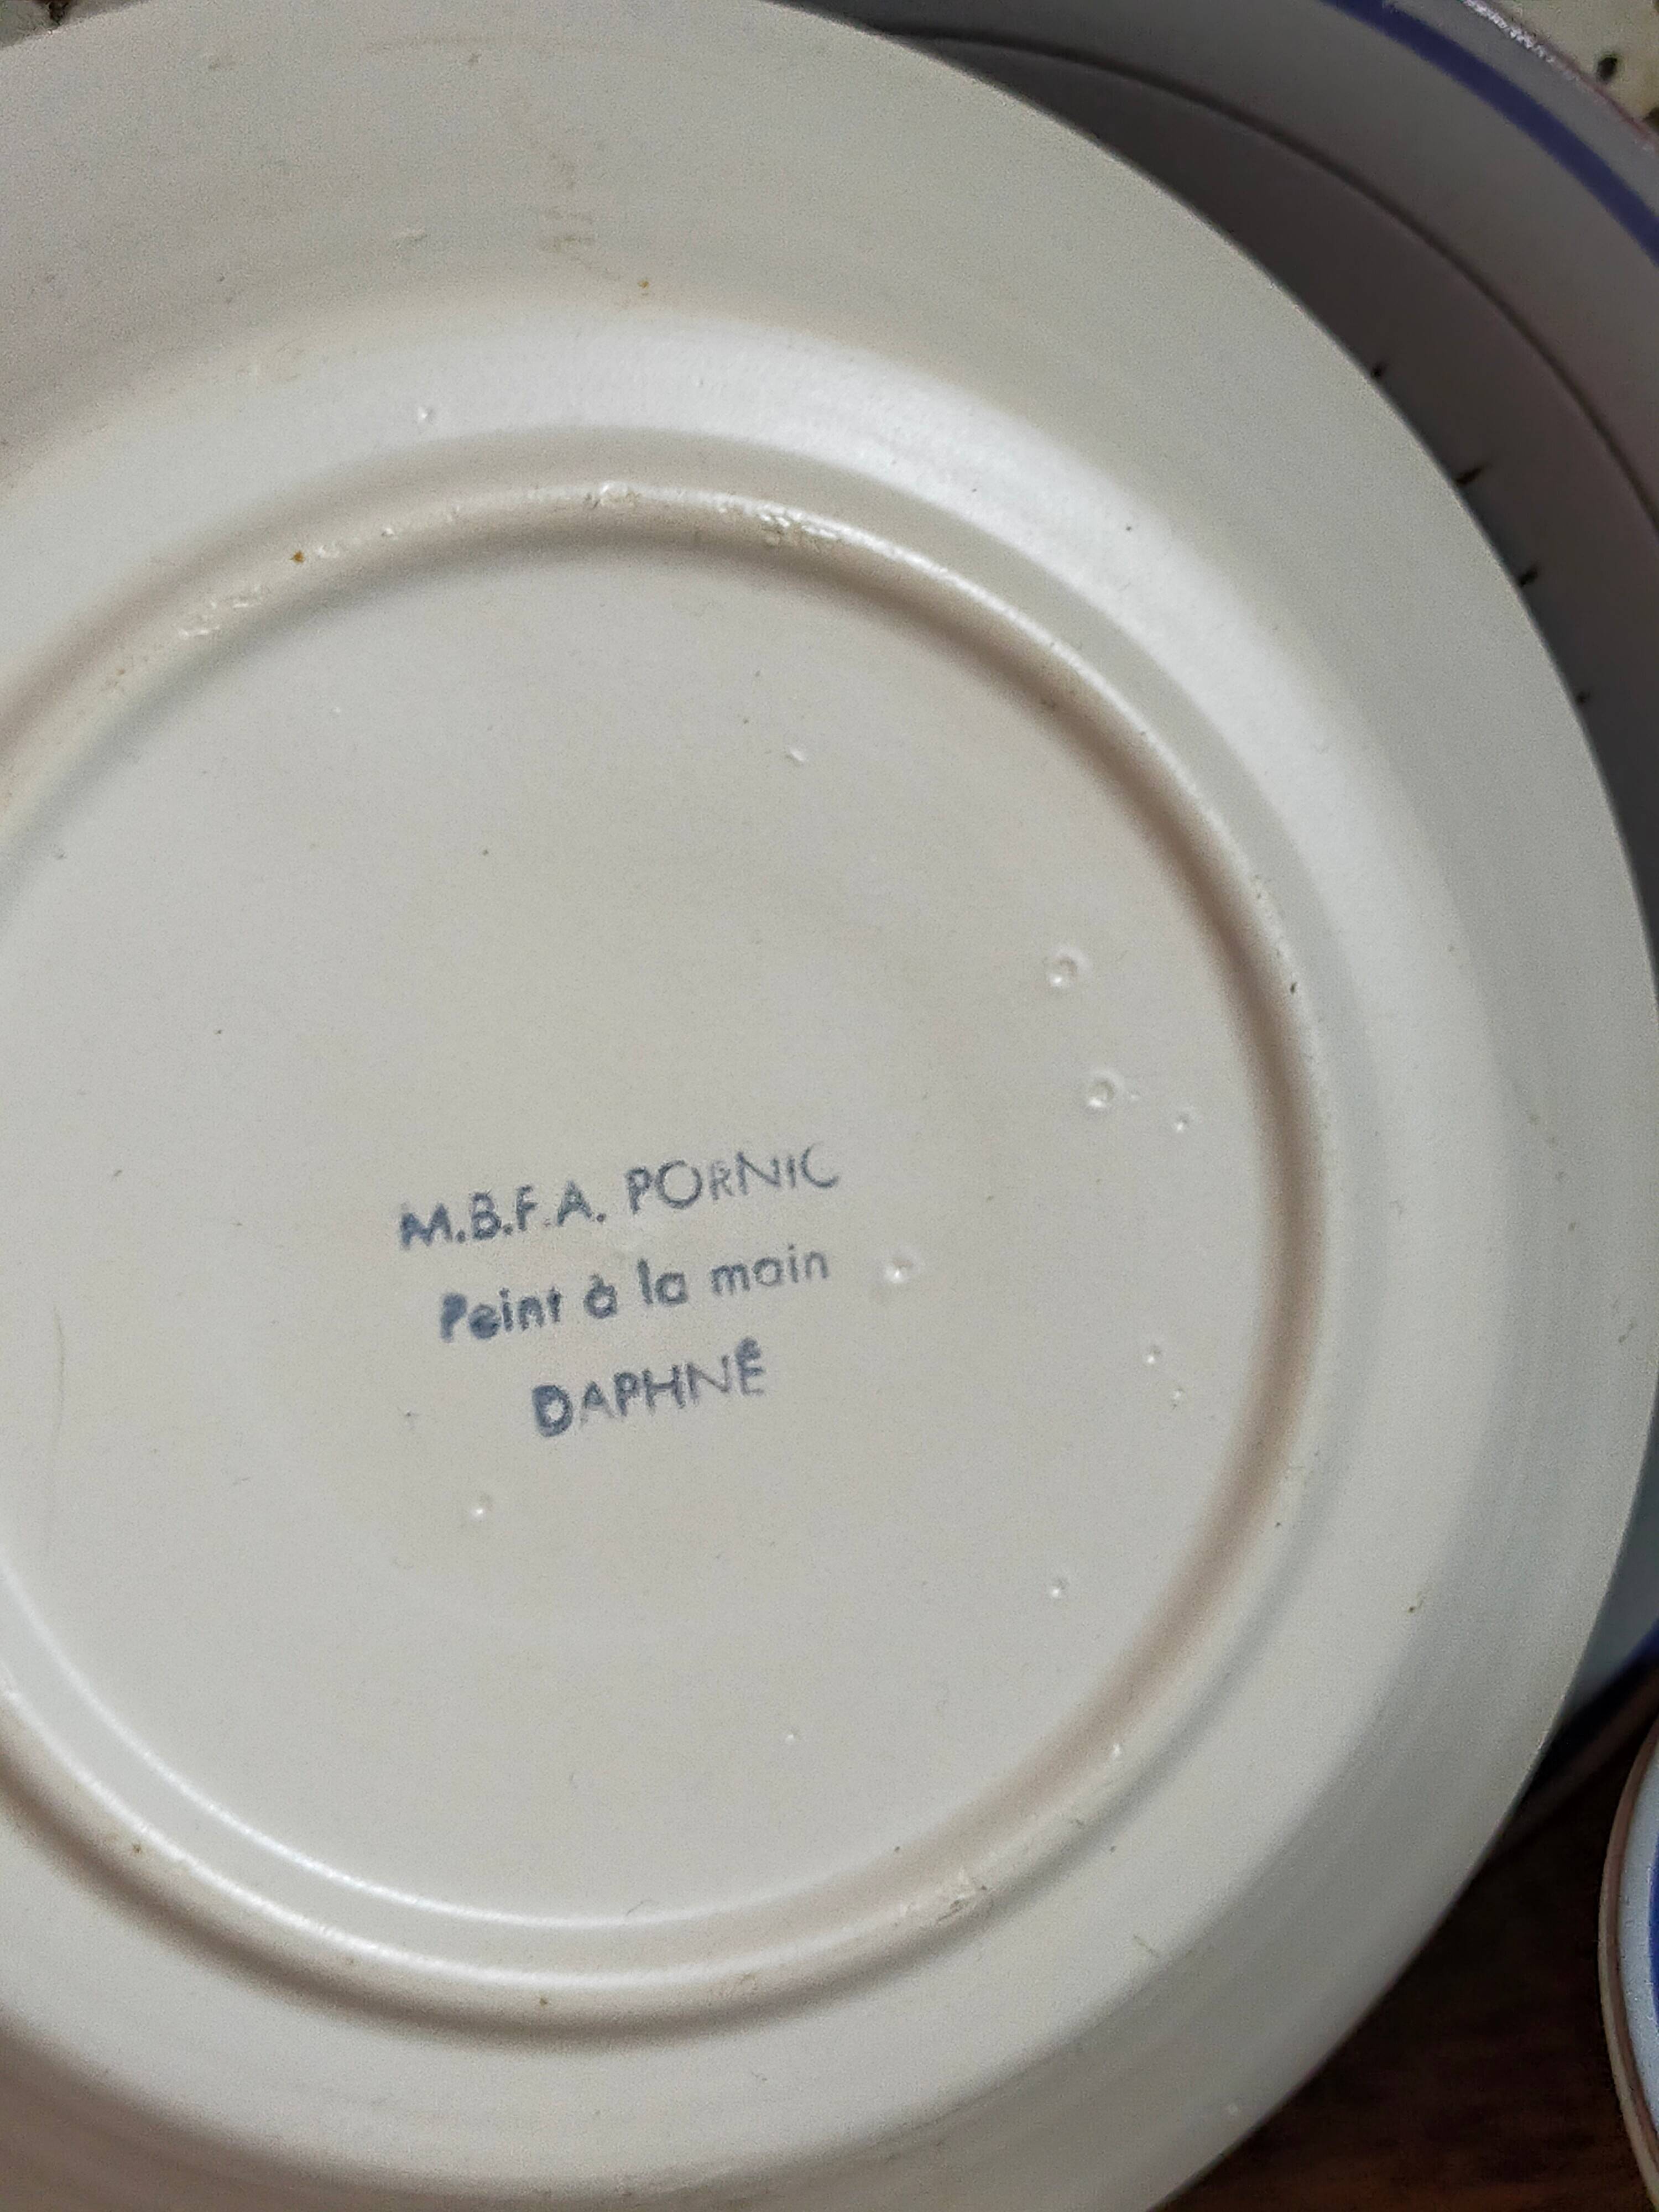 M.B.F.A. PORNIC
Peint à la main
DAPHNÉ